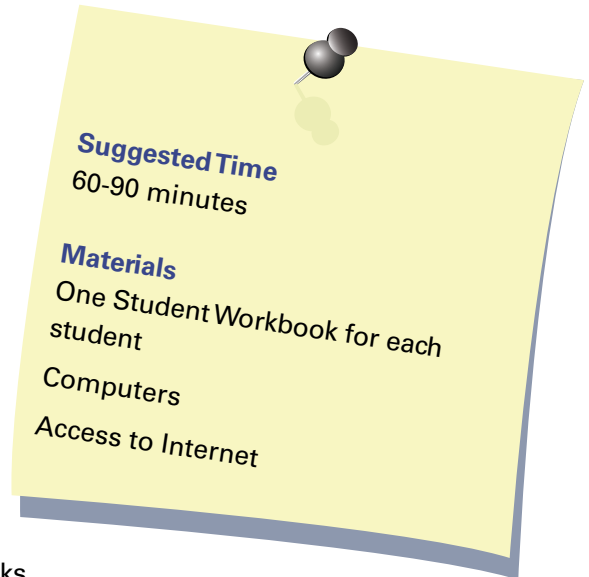 Suggested Time
60-90 minutes
Materials
One Student Workbook for each
student
Computers
Access to Internet